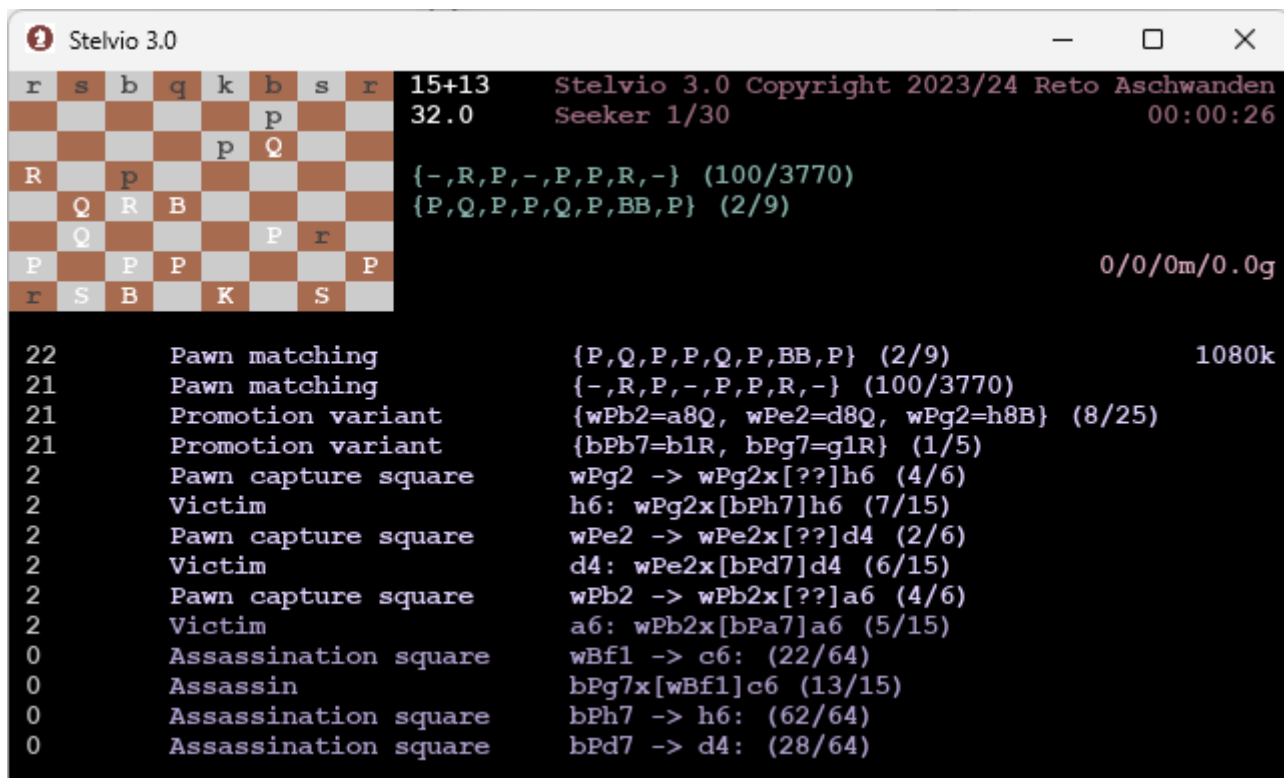 Stelvio 3.0
r s b q k b s r 15+13 Stelvio 3.0 Copyright 2023/24 Reto Aschwanden
p 32.0 Seeker 1/30 00:00:26
p Q
R p {-,R,P,-,P,P,R,-} (100/3770)
Q R B {P,Q,P,P,Q,P,BB,P} (2/9)
Q P r
P P P P 0/0/0m/0.0g
r S B K S
22 Pawn matching {P,Q,P,P,Q,P,BB,P} (2/9) 1080k
21 Pawn matching {-,R,P,-,P,P,R,-} (100/3770)
21 Promotion variant {wPb2=a8Q, wPe2=d8Q, wPg2=h8B} (8/25)
21 Promotion variant {bPb7=b1R, bPg7=g1R} (1/5)
2 Pawn capture square wPg2 -> wPg2x[??]h6 (4/6)
2 Victim h6: wPg2x[bPh7]h6 (7/15)
2 Pawn capture square wPe2 -> wPe2x[??]d4 (2/6)
2 Victim d4: wPe2x[bPd7]d4 (6/15)
2 Pawn capture square wPb2 -> wPb2x[??]a6 (4/6)
2 Victim a6: wPb2x[bPa7]a6 (5/15)
0 Assassination square wBf1 -> c6: (22/64)
0 Assassin bPg7x[wBf1]c6 (13/15)
0 Assassination square bPh7 -> h6: (62/64)
0 Assassination square bPd7 -> d4: (28/64)